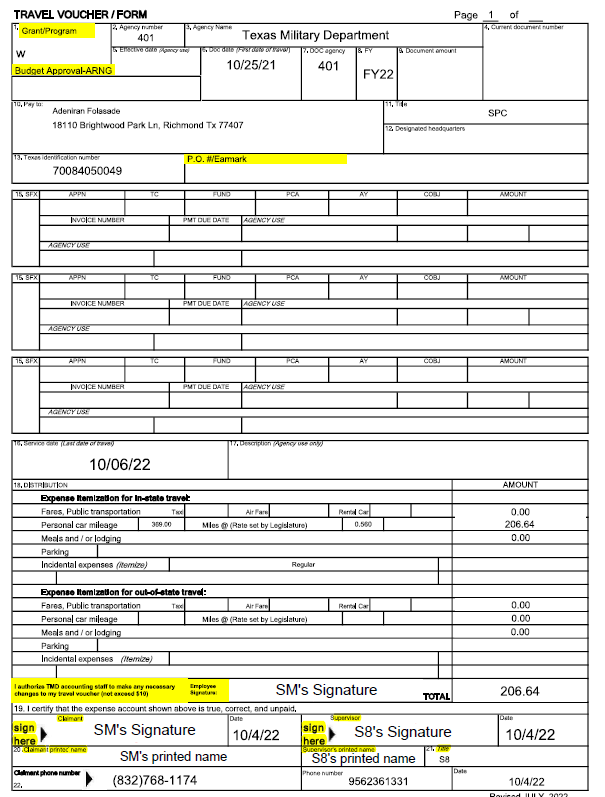 TRAVEL VOUCHER / FORM
Page 1 of
1. Grant/Program
2. Agency number
401
3. Agency Name
Texas Military Department
4. Current document number
W
Budget Approval-ARNG
5. Effective date (Agency use)
6. Doc date (First date of travel)
10/25/21
7. DOC agency
401
8. FY
FY22
9. Document amount
10. Pay to:
Adeniran Folasade
18110 Brightwood Park Ln, Richmond Tx 77407
11. Title
SPC
12. Designated headquarters
13. Texas Identification number
70084050049
P.O. #/Earmark
15. SFX APPN TC FUND PCA AY COBJ AMOUNT
INVOICE NUMBER PMT DUE DATE AGENCY USE
AGENCY USE
15. SFX APPN TC FUND PCA AY COBJ AMOUNT
INVOICE NUMBER PMT DUE DATE AGENCY USE
AGENCY USE
15. SFX APPN TC FUND PCA AY COBJ AMOUNT
INVOICE NUMBER PMT DUE DATE AGENCY USE
AGENCY USE
16. Service date (Last date of travel)
10/06/22
17. Description (Agency use only)
18. DISTRIBUTION AMOUNT
Expense itemization for in-state travel:
Fares, Public transportation Taxi Air Fare Rental Car 0.00
Personal car mileage 369.00 Miles @ (Rate set by Legislature) 0.560 206.64
Meals and / or lodging 0.00
Parking
Incidental expenses (itemize) Regular
Expense itemization for out-of-state travel:
Fares, Public transportation Taxi Air Fare Rental Car 0.00
Personal car mileage Miles @ (Rate set by Legislature) 0.00
Meals and / or lodging 0.00
Parking
Incidental expenses (itemize)
I authorize TMD accounting staff to make any necessary
changes to my travel voucher (not exceed $10)
Employee
Signature:
SM's Signature
TOTAL 206.64
19. I certify that the expense account shown above is true, correct, and unpaid.
sign
here
Claimant
SM's Signature
Date
10/4/22
sign
here
Supervisor
S8's Signature
Date
10/4/22
20. Claimant printed name
SM's printed name
Supervisor's printed name
S8's printed name
21. Title
S8
Claimant phone number
22.
(832)768-1174
Phone number
9562361331
Date
10/4/22
Revised JULY, 2022